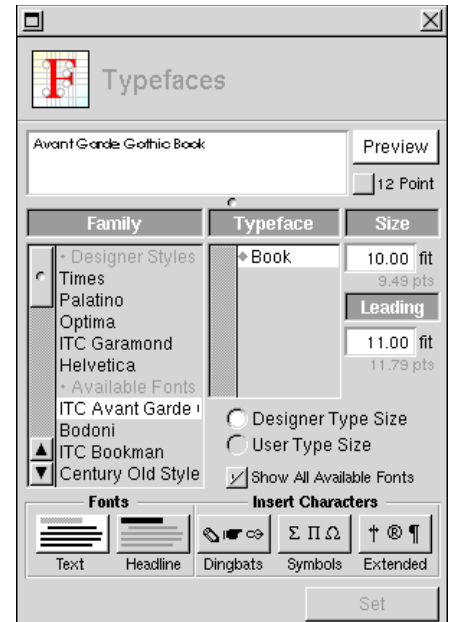 F Typefaces
Avant Garde Gothic Book
Preview
12 Point
Family
Typeface
Size
• Designer Styles
Times
Palatino
Optima
ITC Garamond
Helvetica
• Available Fonts
ITC Avant Garde
Bodoni
ITC Bookman
Century Old Style
Book
10.00 fit
9.49 pts
Leading
11.00 fit
11.79 pts
Designer Type Size
User Type Size
Show All Available Fonts
Fonts
Insert Characters
Σ Π Ω
† ® ¶
Text
Headline
Dingbats
Symbols
Extended
Set